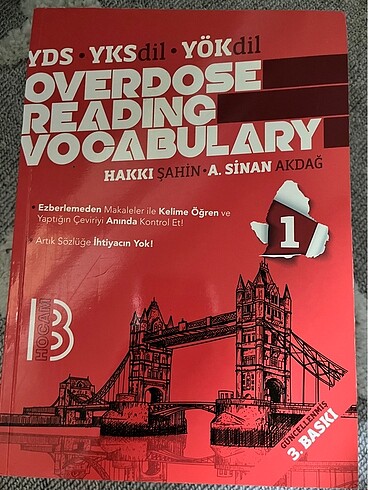 YDS • YKSdil • YÖKdil
OVERDOSE
READING
VOCABULARY
HAKKI ŞAHİN • A. SİNAN AKDAĞ
• Ezberlemeden Makaleler ile Kelime Öğren ve
Yaptığın Çeviriyi Anında Kontrol Et!
• Artık Sözlüğe İhtiyacın Yok!
1
B
HOCAM
GÜNCELLENMİŞ
3. BASKI